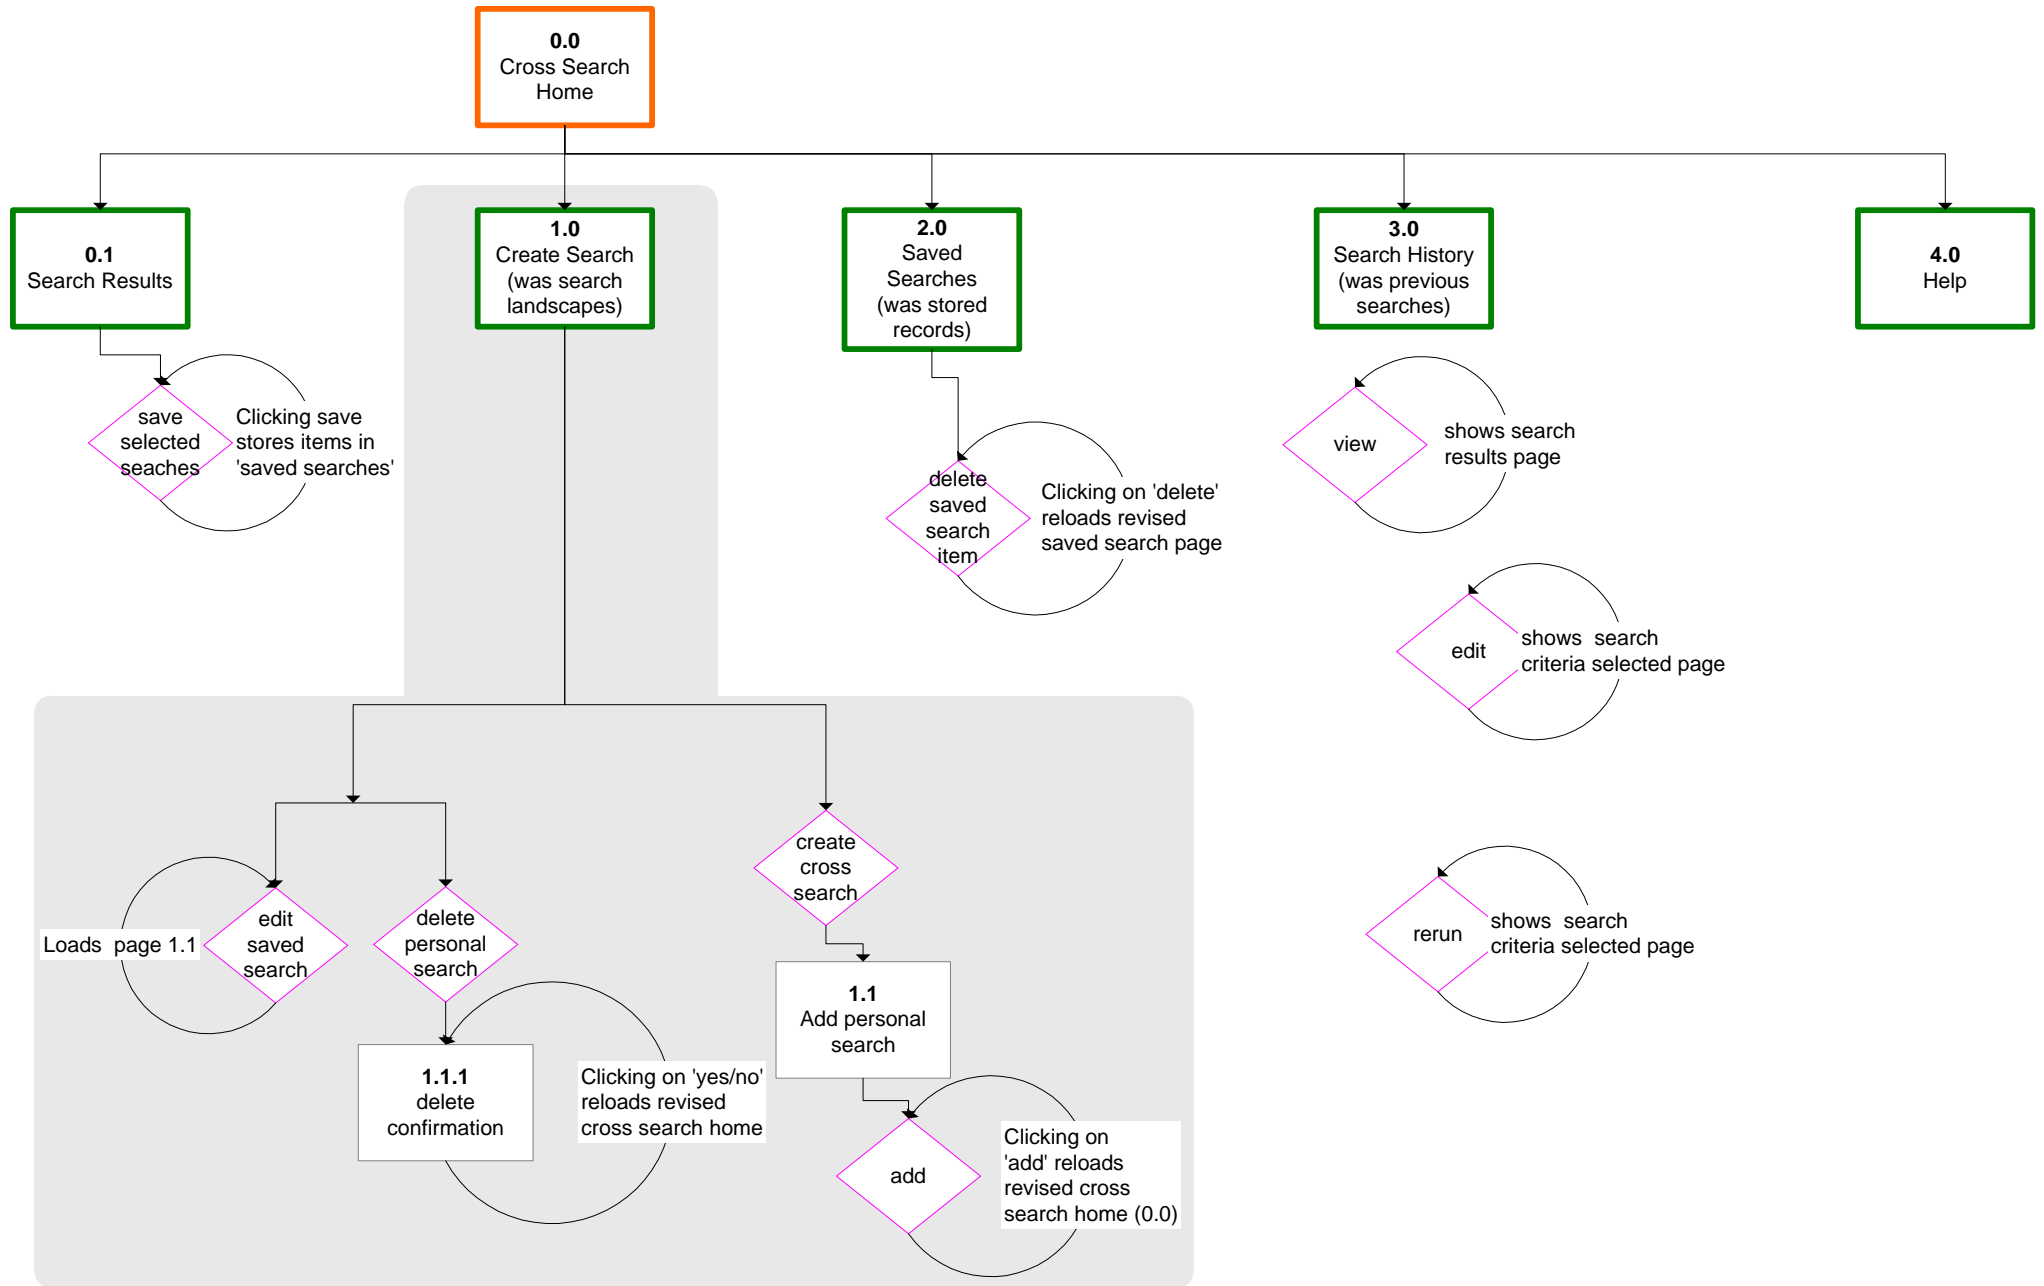 0.0
Cross Search
Home
0.1
Search Results
1.0
Create Search
(was search
landscapes)
2.0
Saved
Searches
(was stored
records)
3.0
Search History
(was previous
searches)
4.0
Help
save
selected
seaches
Clicking save
stores items in
'saved searches'
delete
saved
search
item
Clicking on 'delete'
reloads revised
saved search page
view
shows search
results page
edit
shows  search
criteria selected page
rerun
shows  search
criteria selected page
Loads  page 1.1
edit
saved
search
delete
personal
search
create
cross
search
1.1.1
delete
confirmation
Clicking on 'yes/no'
reloads revised
cross search home
1.1
Add personal
search
add
Clicking on
'add' reloads
revised cross
search home (0.0)